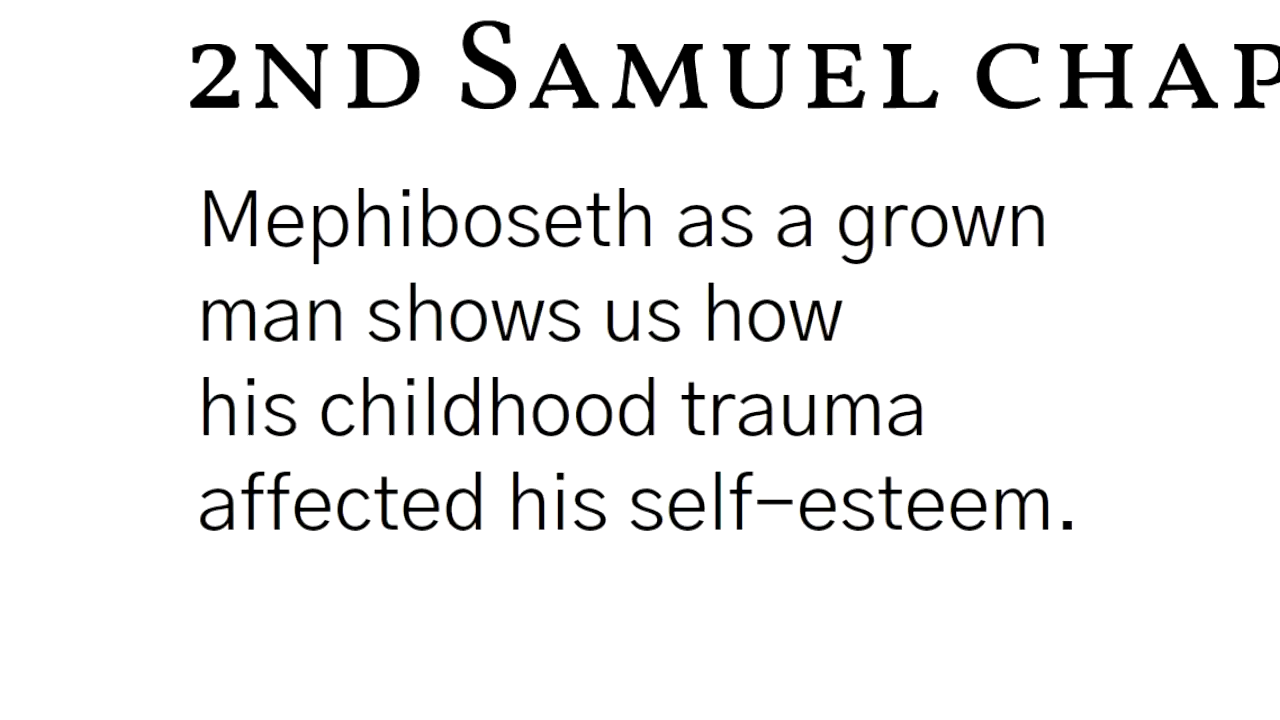 2nd Samuel chap
Mephiboseth as a grown
man shows us how
his childhood trauma
affected his self-esteem.